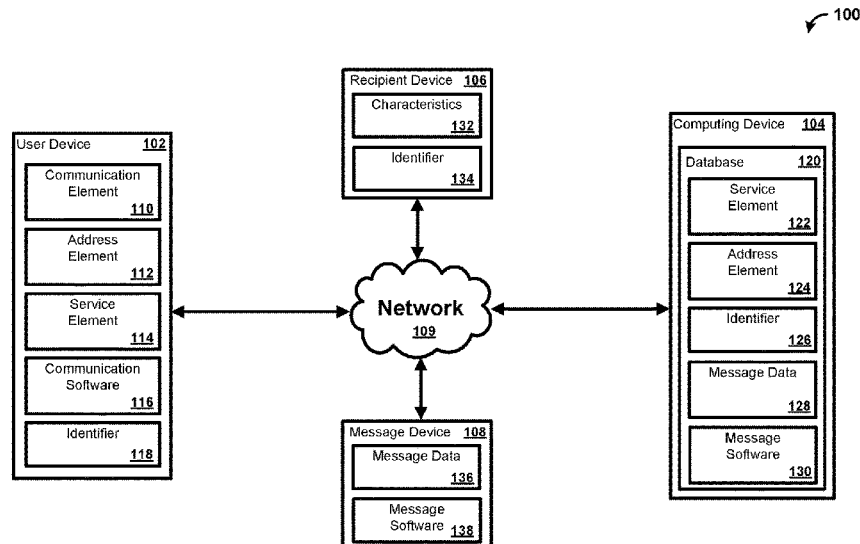 100
Recipient Device 106
Characteristics
132
Identifier
134
User Device 102
Communication
Element
110
Address
Element
112
Service
Element
114
Communication
Software
116
Identifier
118
Network
109
Computing Device 104
Database 120
Service
Element
122
Address
Element
124
Identifier
126
Message Data
128
Message
Software
130
Message Device 108
Message Data
136
Message
Software
138